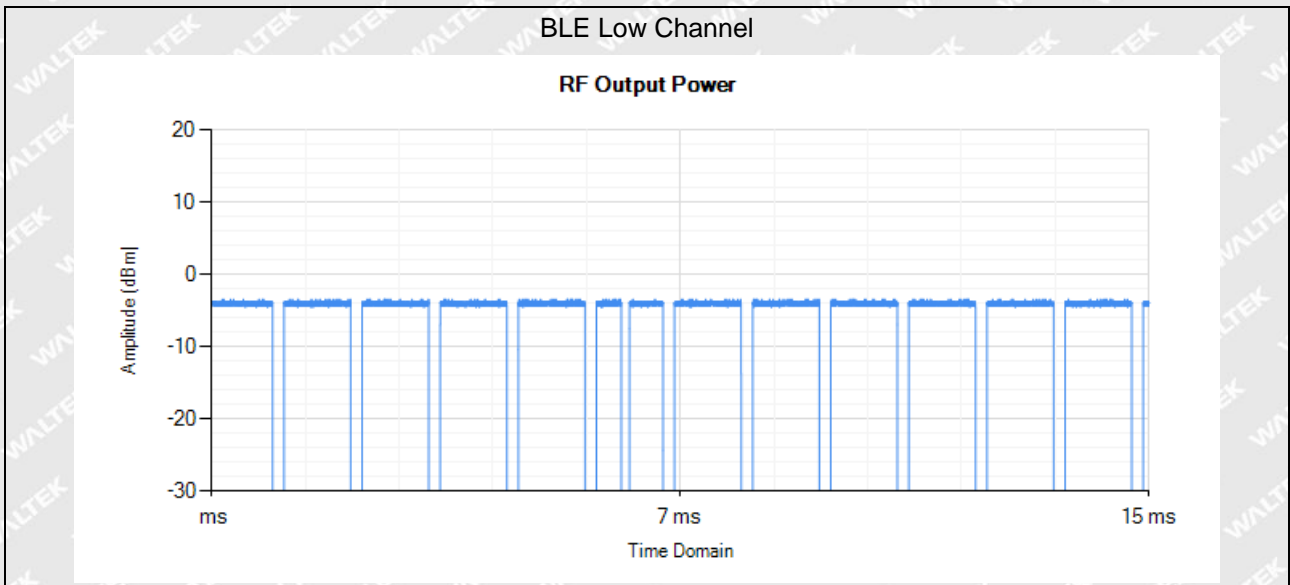 BLE Low Channel
RF Output Power
20
10
0
-10
-20
-30
Amplitude (dBm)
ms
7 ms
15 ms
Time Domain
WALTEK